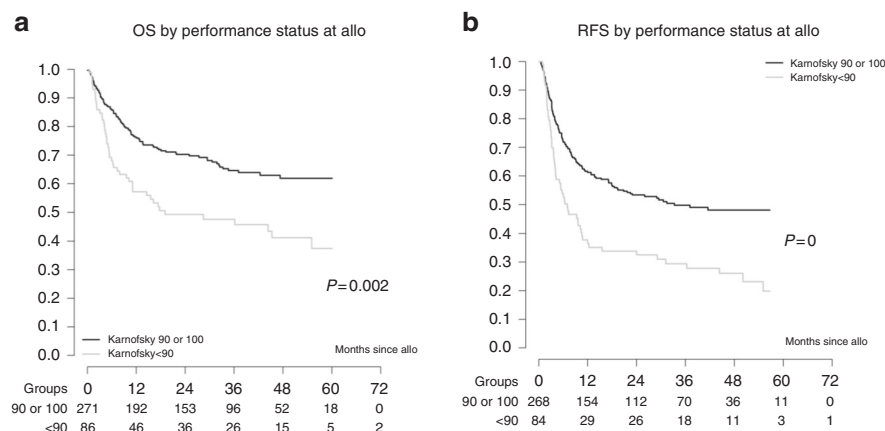 a
OS by performance status at allo
1.0
0.9
0.8
0.7
0.6
0.5
0.4
0.3
0.2
0.1
0.0
P=0.002
Karnofsky 90 or 100
Karnofsky<90
Months since allo
Groups 0 12 24 36 48 60 72
90 or 100 271 192 153 96 52 18 0
<90 86 46 36 26 15 5 2
b
RFS by performance status at allo
1.0
0.9
0.8
0.7
0.6
0.5
0.4
0.3
0.2
0.1
0.0
Karnofsky 90 or 100
Karnofsky<90
P=0
Months since allo
Groups 0 12 24 36 48 60 72
90 or 100 268 154 112 70 36 11 0
<90 84 29 26 18 11 3 1